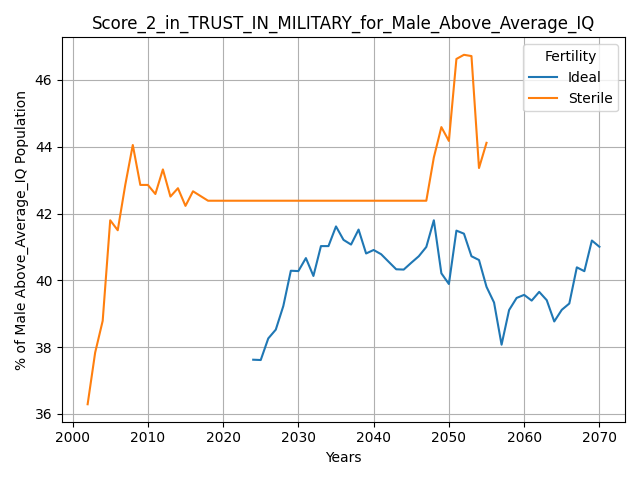 Score_2_in_TRUST_IN_MILITARY_for_Male_Above_Average_IQ
% of Male Above_Average_IQ Population
46
44
42
40
38
36
Fertility
Ideal
Sterile
2000 2010 2020 2030 2040 2050 2060 2070
Years